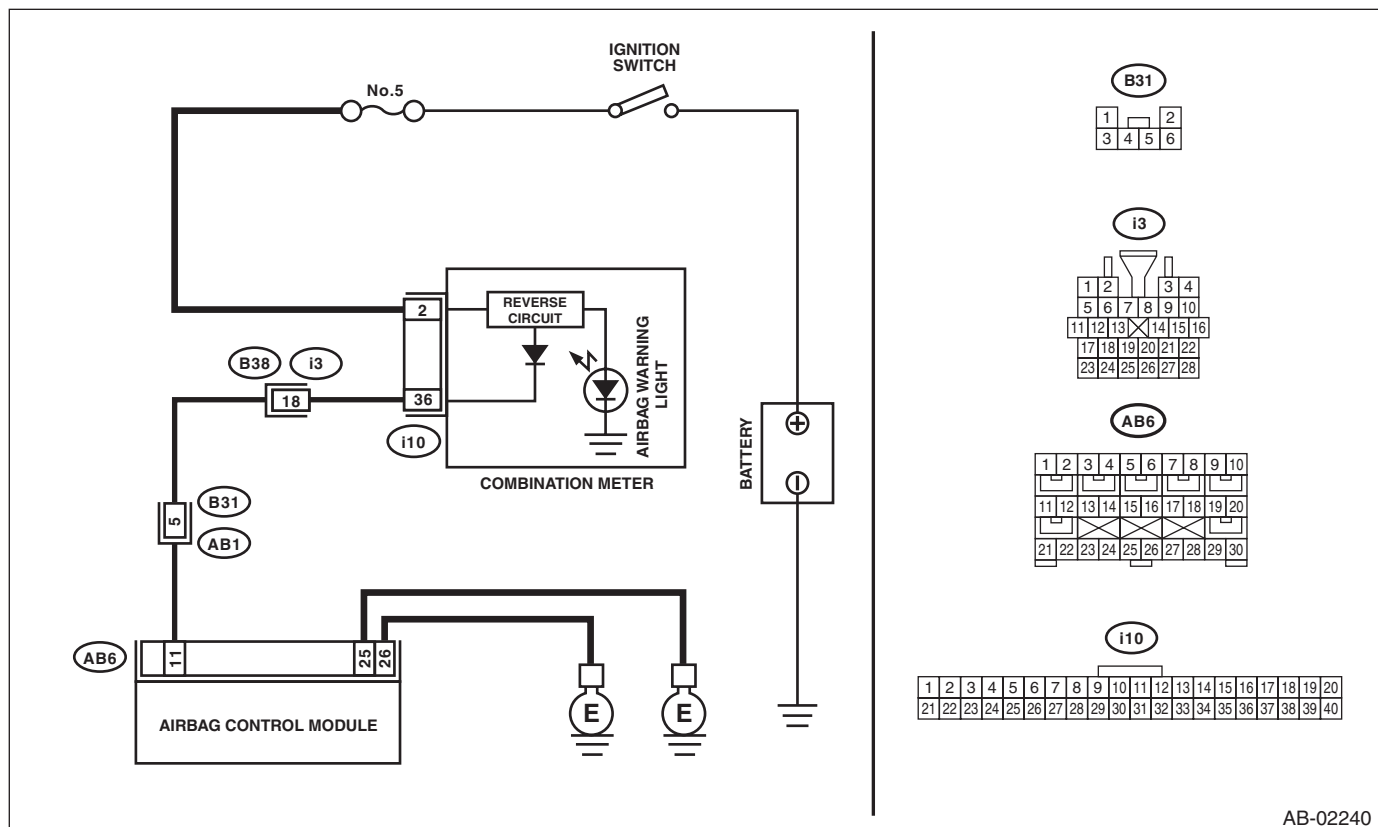 IGNITION
SWITCH
No.5
2
REVERSE
CIRCUIT
AIRBAG WARNING
LIGHT
B38 i3
18
36
i10
COMBINATION METER
BATTERY
B31
5
AB1
AB6
11
25
26
AIRBAG CONTROL MODULE
E E
B31
1 2
3 4 5 6
i3
1 2 3 4
5 6 7 8 9 10
11 12 13 14 15 16
17 18 19 20 21 22
23 24 25 26 27 28
AB6
1 2 3 4 5 6 7 8 9 10
11 12 13 14 15 16 17 18 19 20
21 22 23 24 25 26 27 28 29 30
i10
1 2 3 4 5 6 7 8 9 10 11 12 13 14 15 16 17 18 19 20
21 22 23 24 25 26 27 28 29 30 31 32 33 34 35 36 37 38 39 40
AB-02240